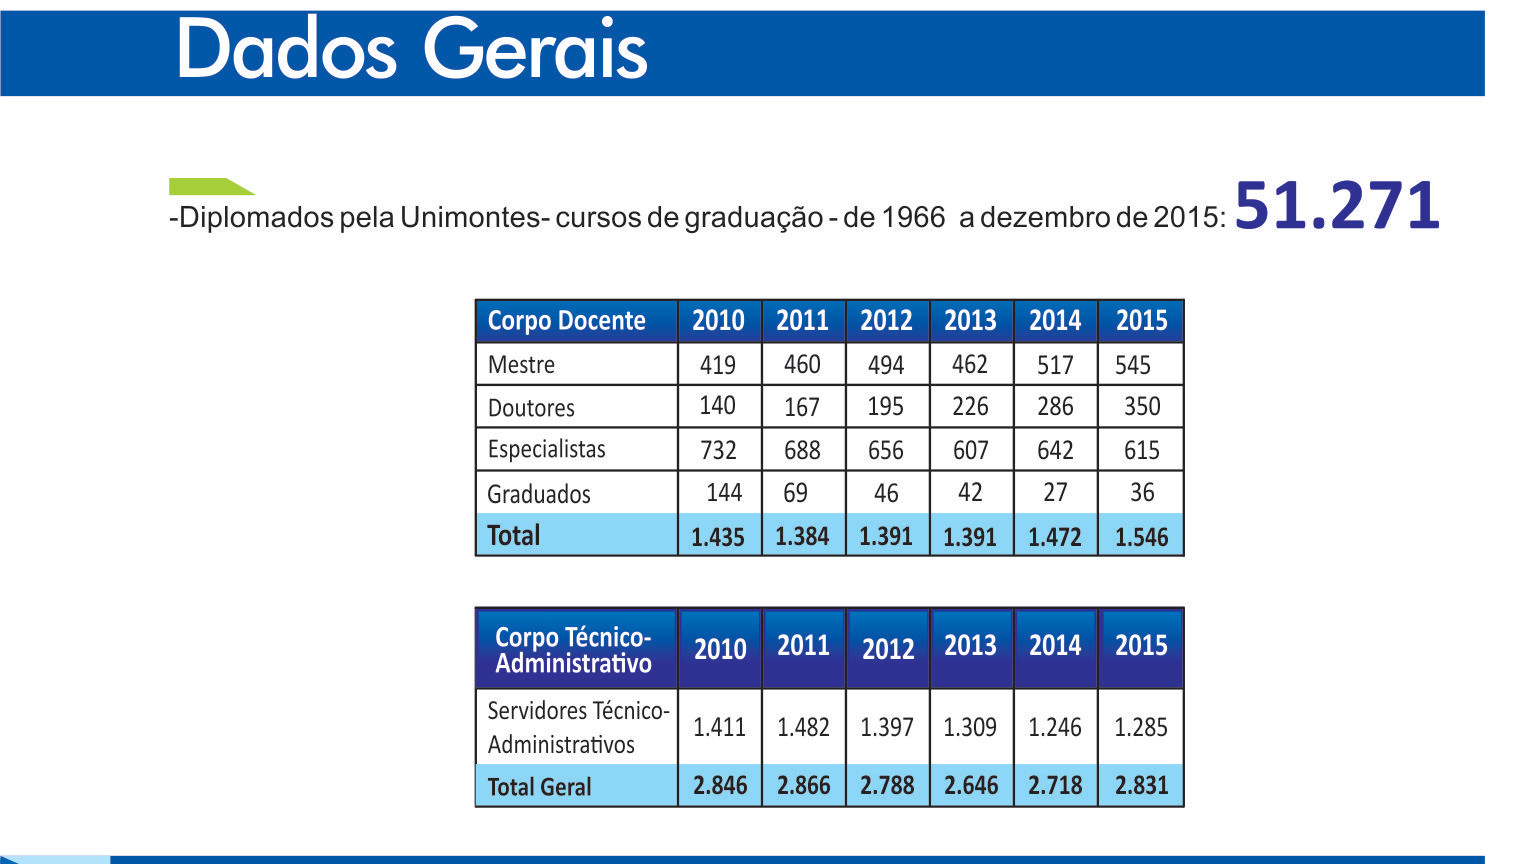 Dados Gerais
-Diplomados pela Unimontes- cursos de graduação - de 1966 a dezembro de 2015: 51.271
Corpo Docente 2010 2011 2012 2013 2014 2015
Mestre 419 460 494 462 517 545
Doutores 140 167 195 226 286 350
Especialistas 732 688 656 607 642 615
Graduados 144 69 46 42 27 36
Total 1.435 1.384 1.391 1.391 1.472 1.546
Corpo Técnico-
Administrativo 2010 2011 2012 2013 2014 2015
Servidores Técnico-
Administrativos 1.411 1.482 1.397 1.309 1.246 1.285
Total Geral 2.846 2.866 2.788 2.646 2.718 2.831